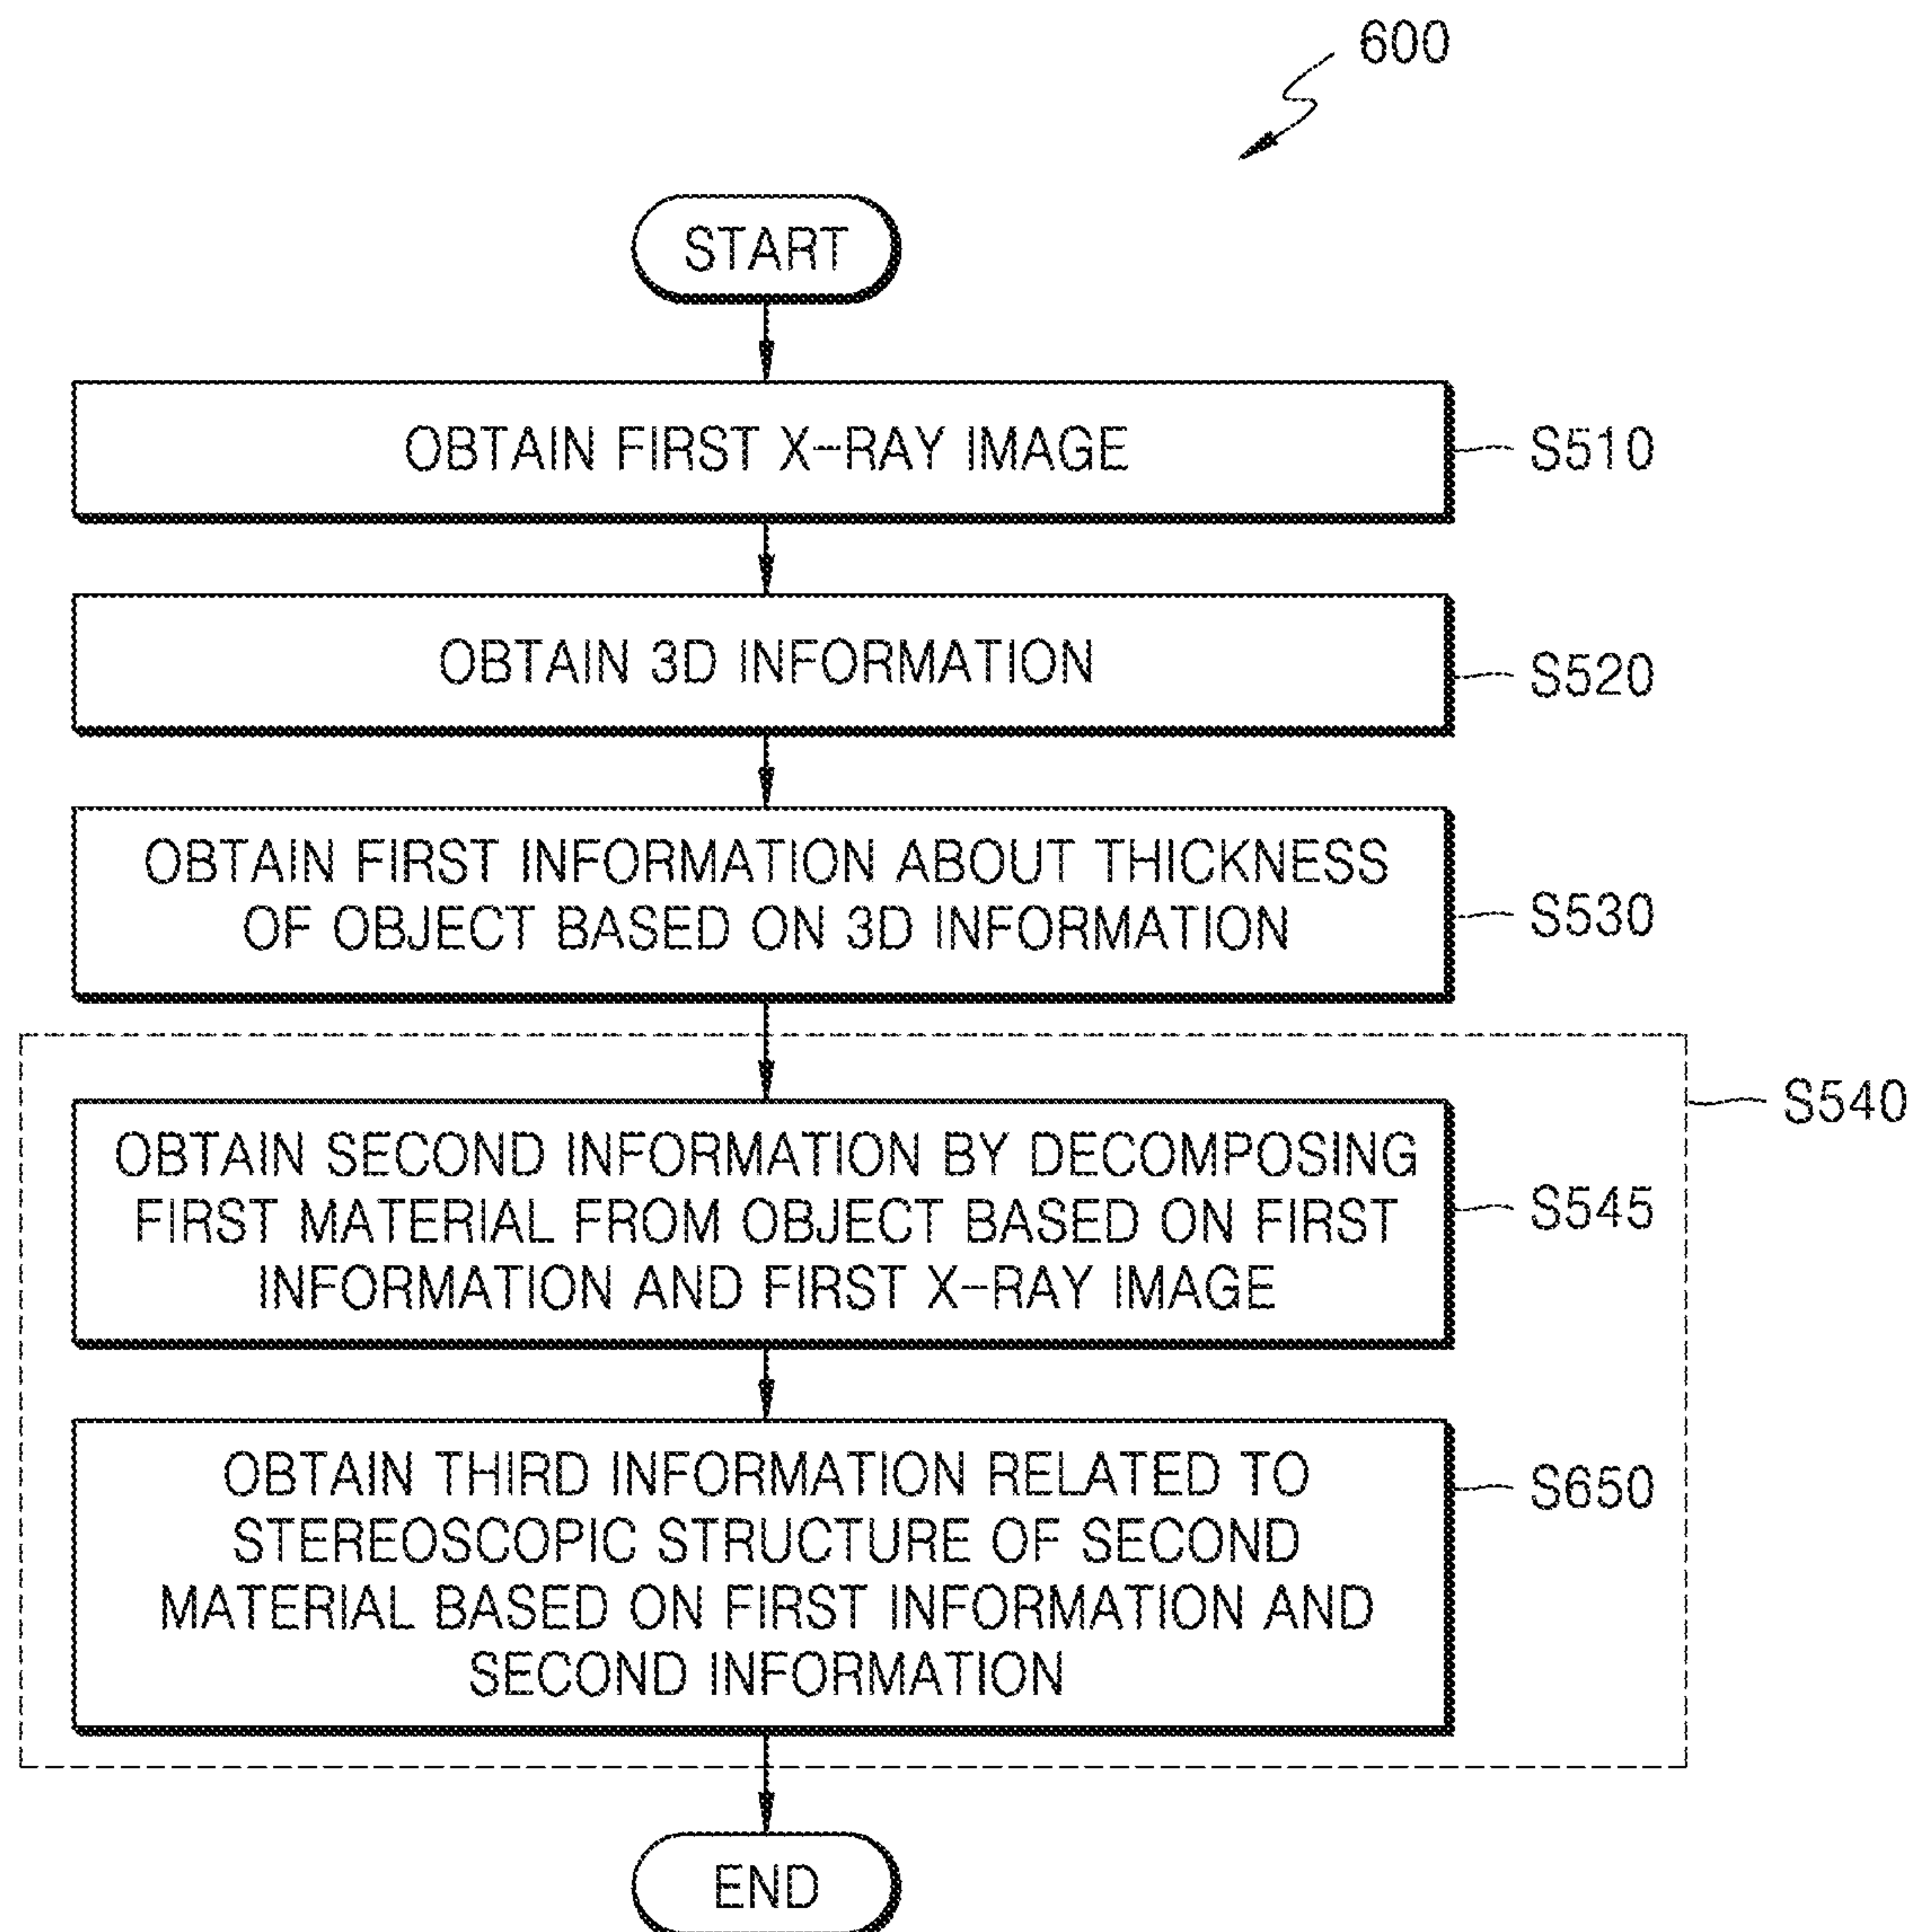 600
START
OBTAIN FIRST X-RAY IMAGE
S510
OBTAIN 3D INFORMATION
S520
OBTAIN FIRST INFORMATION ABOUT THICKNESS
OF OBJECT BASED ON 3D INFORMATION
S530
S540
OBTAIN SECOND INFORMATION BY DECOMPOSING
FIRST MATERIAL FROM OBJECT BASED ON FIRST
INFORMATION AND FIRST X-RAY IMAGE
S545
OBTAIN THIRD INFORMATION RELATED TO
STEREOSCOPIC STRUCTURE OF SECOND
MATERIAL BASED ON FIRST INFORMATION AND
SECOND INFORMATION
S650
END